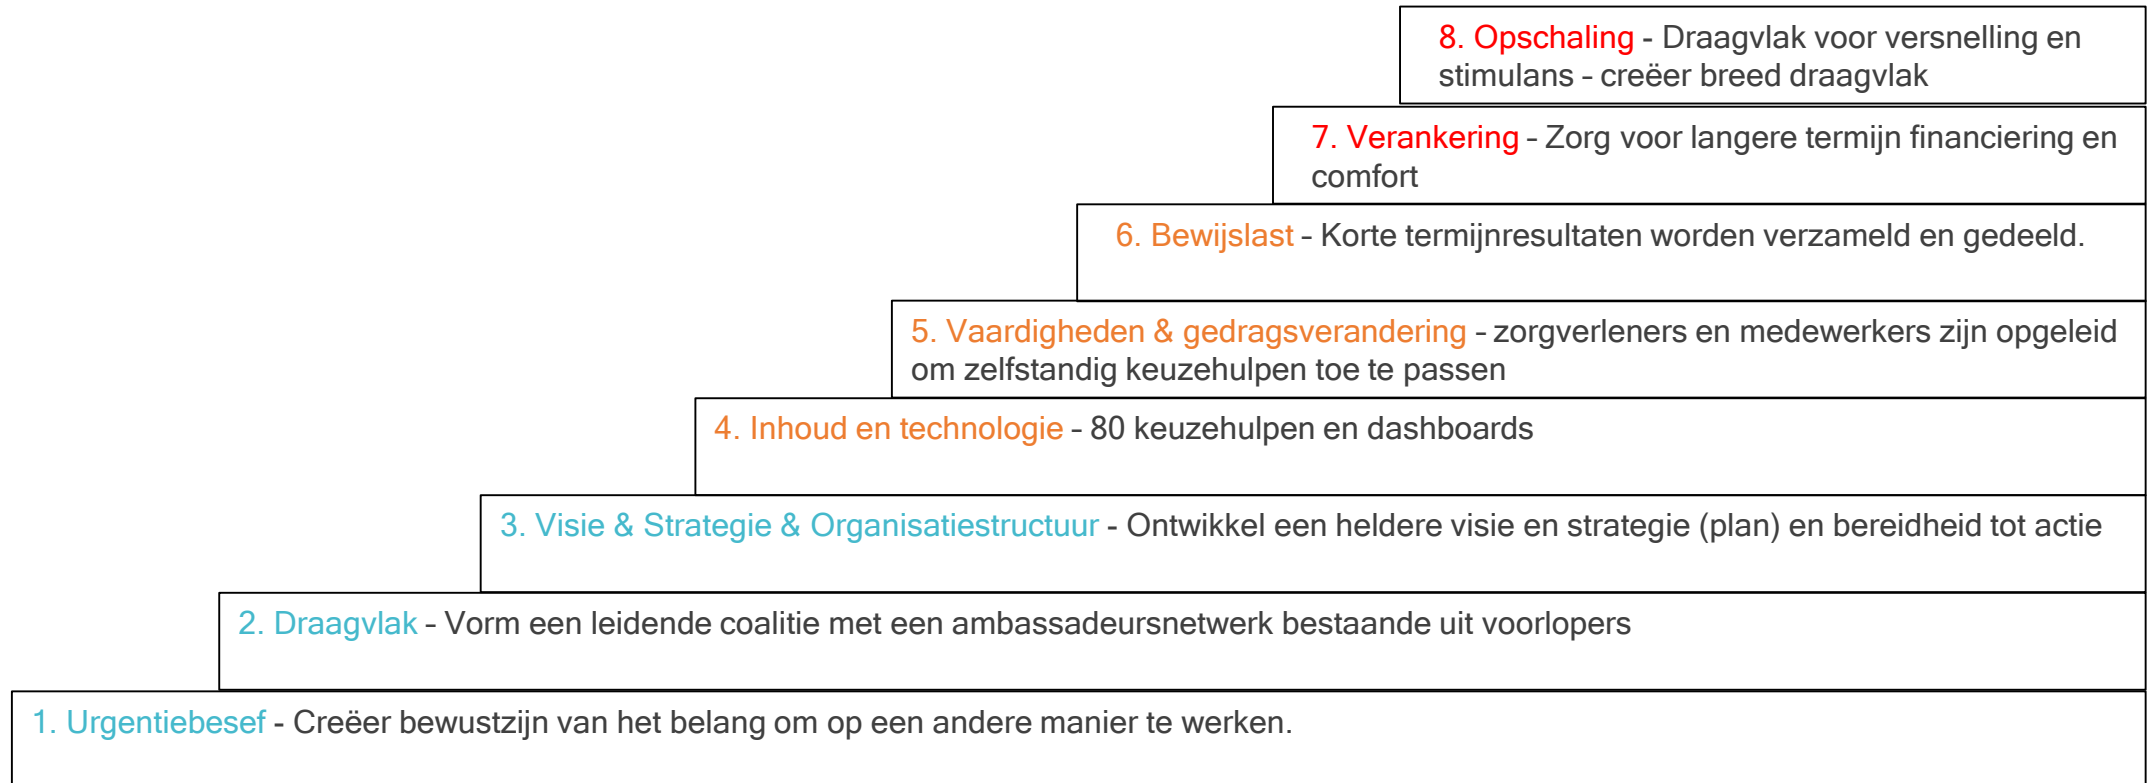 8. Opschaling - Draagvlak voor versnelling en
stimulans – creëer breed draagvlak
7. Verankering – Zorg voor langere termijn financiering en
comfort
6. Bewijslast – Korte termijnresultaten worden verzameld en gedeeld.
5. Vaardigheden & gedragsverandering – zorgverleners en medewerkers zijn opgeleid
om zelfstandig keuzehulpen toe te passen
4. Inhoud en technologie – 80 keuzehulpen en dashboards
3. Visie & Strategie & Organisatiestructuur - Ontwikkel een heldere visie en strategie (plan) en bereidheid tot actie
2. Draagvlak – Vorm een leidende coalitie met een ambassadeursnetwerk bestaande uit voorlopers
1. Urgentiebesef - Creëer bewustzijn van het belang om op een andere manier te werken.